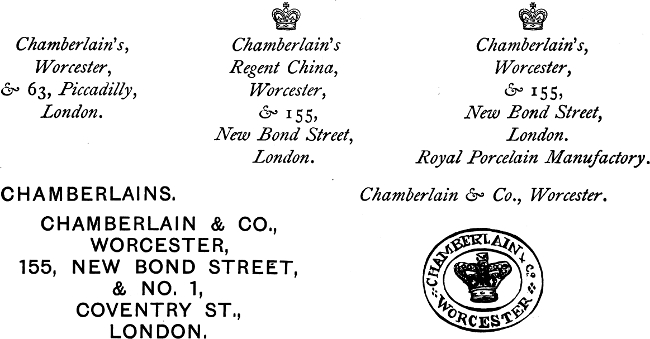 Chamberlain's,
Worcester,
& 63, Piccadilly,
London.
Chamberlain's
Regent China,
Worcester,
& 155,
New Bond Street,
London.
Chamberlain's,
Worcester,
& 155,
New Bond Street,
London.
Royal Porcelain Manufactory.
CHAMBERLAINS.
Chamberlain & Co., Worcester.
CHAMBERLAIN & CO.,
WORCESTER,
155, NEW BOND STREET,
& NO. 1,
COVENTRY ST.,
LONDON.
CHAMBERLAIN & Co.
WORCESTER